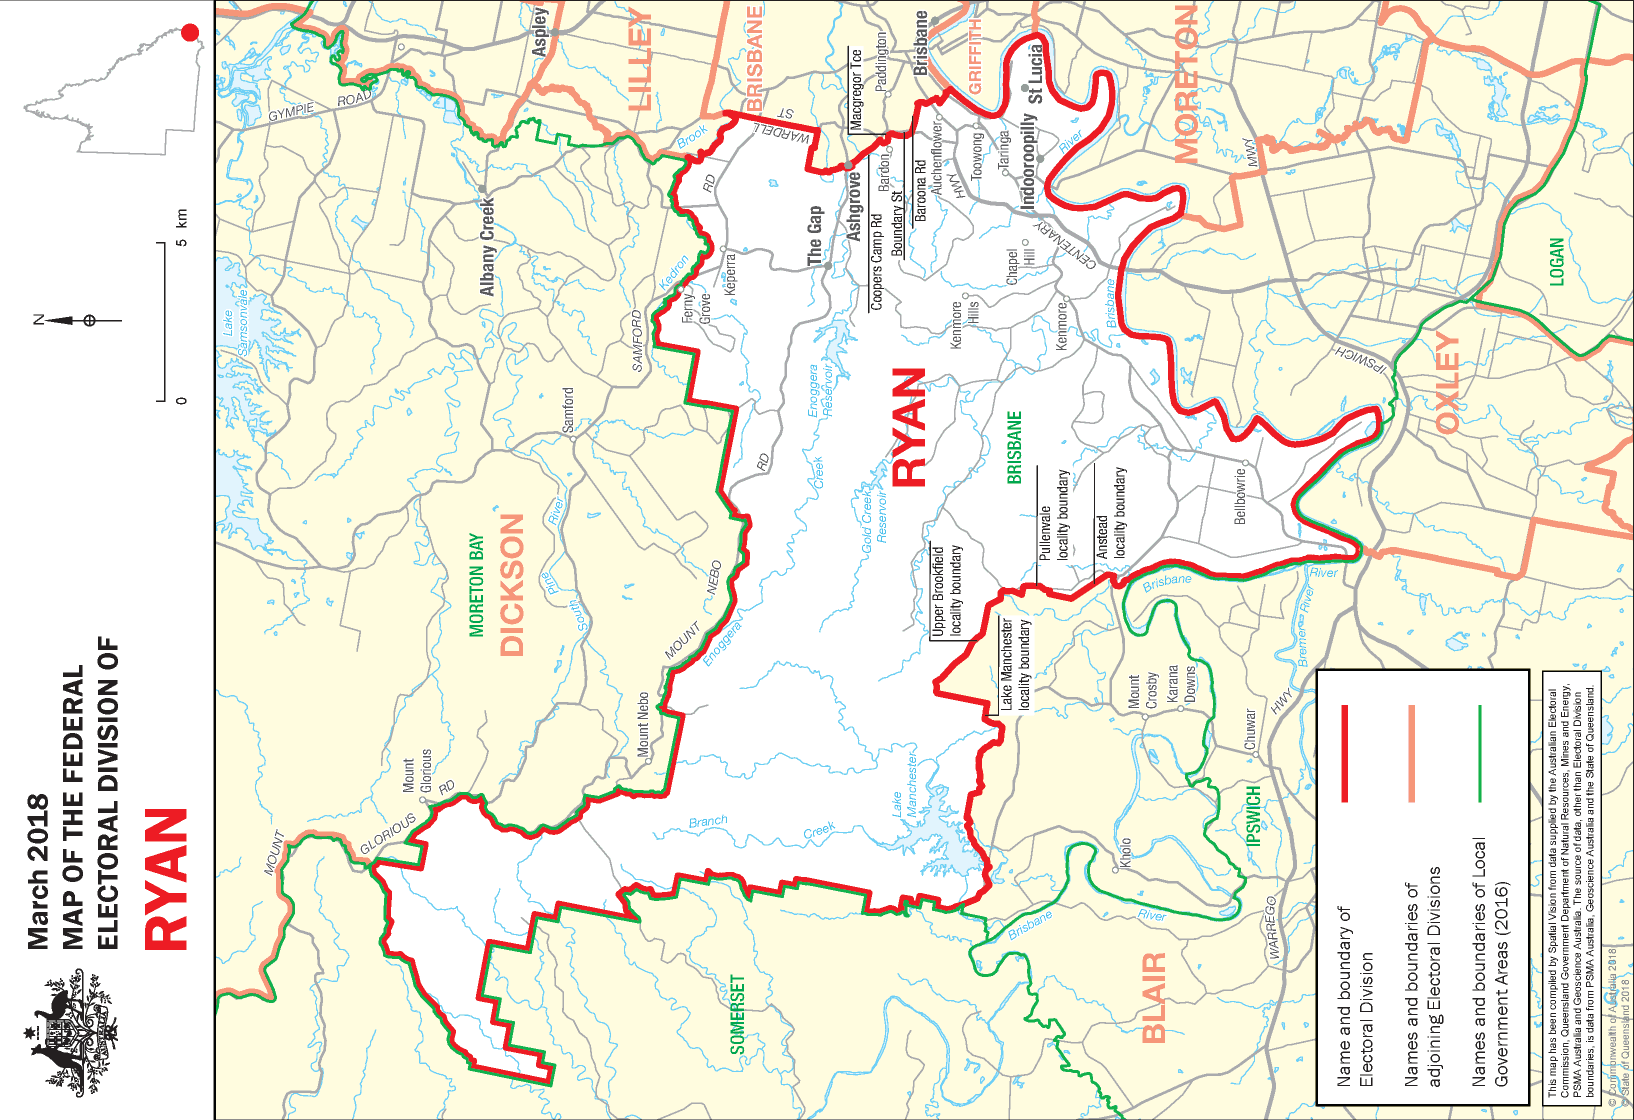 March 2018
MAP OF THE FEDERAL
ELECTORAL DIVISION OF
RYAN
N
0
5 km
MOUNT
GLORIOUS
RD
Mount
Glorious
Mount Nebo
MOUNT
NEBO
RD
Enoggera
Creek
MORETON BAY
DICKSON
South
Pine
River
Samford
SAMFORD
RD
Lake
Samsonvale
Albany Creek
GYMPIE
ROAD
Aspley
LILLEY
BRISBANE
Brook
Kedron
WARDELL
ST
Ferny
Grove
Keperra
The Gap
Ashgrove
Macgregor Tce
Paddington
Brisbane
GRIFFITH
St Lucia
Coopers Camp Rd
Bardon
Boundary St
Baroona Rd
Auchenflower
HWY
Toowong
Taringa
Indooroopilly
River
MORETON
MWY
CENTENARY
Chapel
Hill
Kenmore
Hills
Kenmore
Brisbane
Enoggera
Reservoir
Gold Creek
Reservoir
RYAN
BRISBANE
Upper Brookfield
locality boundary
Pullenvale
locality boundary
Anstead
locality boundary
Lake Manchester
locality boundary
Bellbowrie
IPSWICH
OXLEY
LOGAN
Brisbane
River
Bremer River
Mount
Crosby
Karana
Downs
Chuwar
HWY
Lake
Manchester
Branch
Creek
Kholo
IPSWICH
Brisbane
River
WARREGO
BLAIR
SOMERSET
Name and boundary of
Electoral Division
Names and boundaries of
adjoining Electoral Divisions
Names and boundaries of Local
Government Areas (2016)
This map has been compiled by Spatial Vision from data supplied by the Australian Electoral
Commission, Queensland Government Department of Natural Resources, Mines and Energy,
PSMA Australia and Geoscience Australia. The source of data, other than Electoral Division
boundaries, is data from PSMA Australia, Geoscience Australia and the State of Queensland.
© Commonwealth of Australia 2018
© State of Queensland 2018